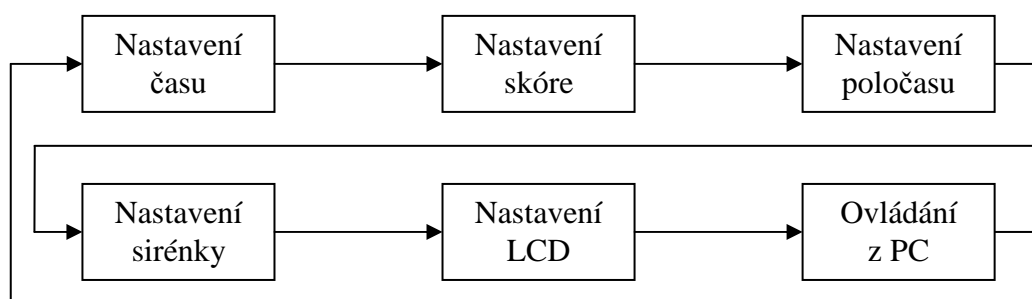 Nastavení
času
Nastavení
skóre
Nastavení
poločasu
Nastavení
sirénky
Nastavení
LCD
Ovládání
z PC